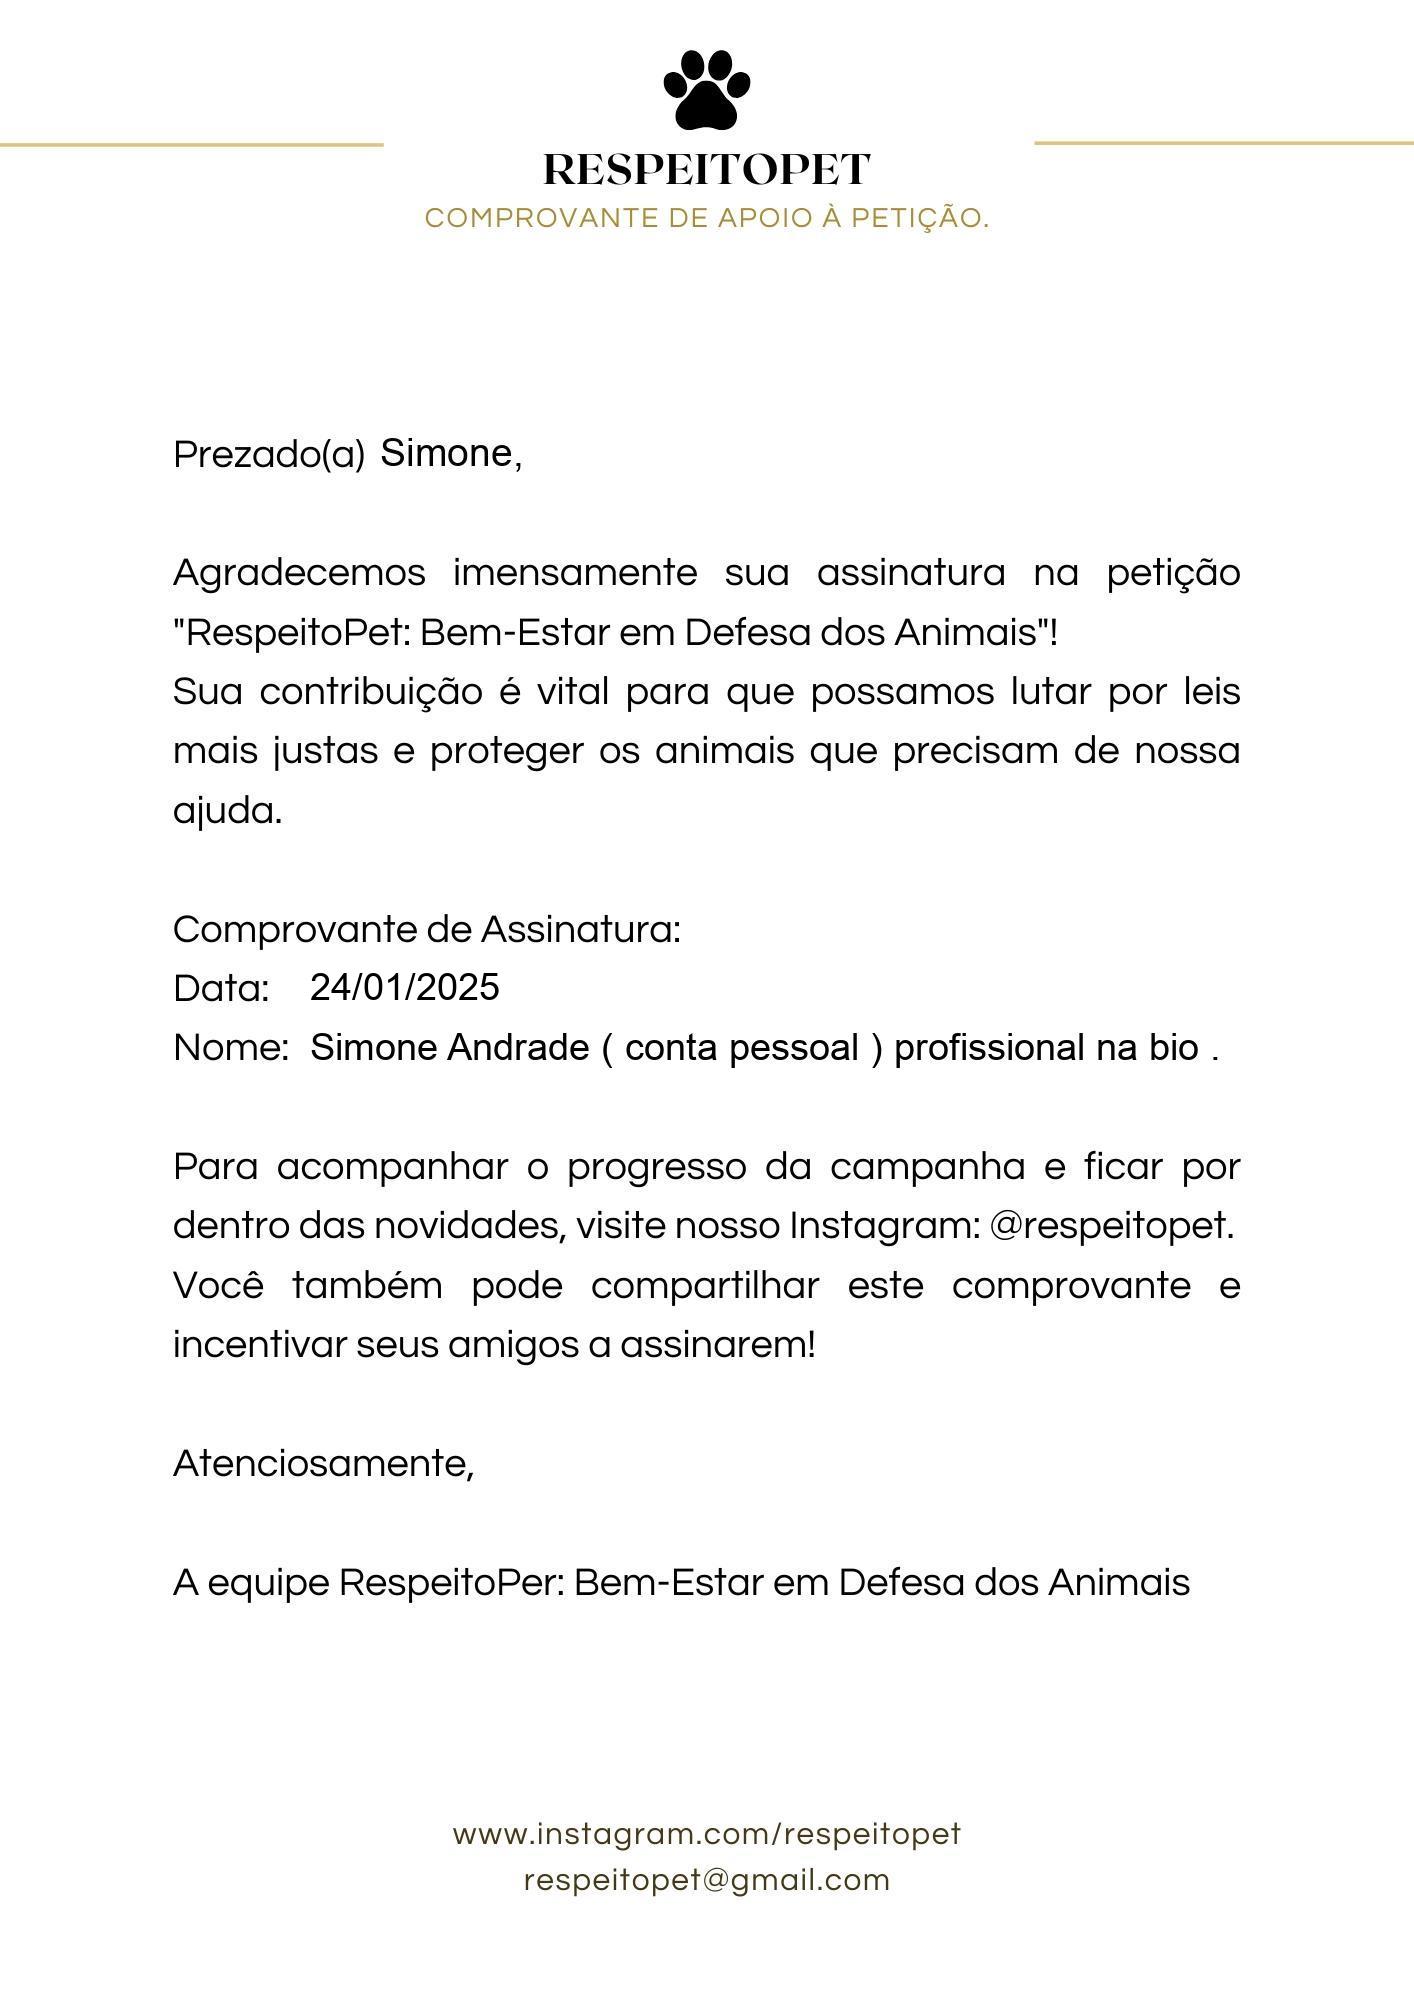 RESPEITOPET
COMPROVANTE DE APOIO À PETIÇÃO.
Prezado(a) Simone,
Agradecemos imensamente sua assinatura na petição
"RespeitoPet: Bem-Estar em Defesa dos Animais"!
Sua contribuição é vital para que possamos lutar por leis
mais justas e proteger os animais que precisam de nossa
ajuda.
Comprovante de Assinatura:
Data: 24/01/2025
Nome: Simone Andrade ( conta pessoal ) profissional na bio .
Para acompanhar o progresso da campanha e ficar por
dentro das novidades, visite nosso Instagram: @respeitopet.
Você também pode compartilhar este comprovante e
incentivar seus amigos a assinarem!
Atenciosamente,
A equipe RespeitoPer: Bem-Estar em Defesa dos Animais
www.instagram.com/respeitopet
respeitopet@gmail.com